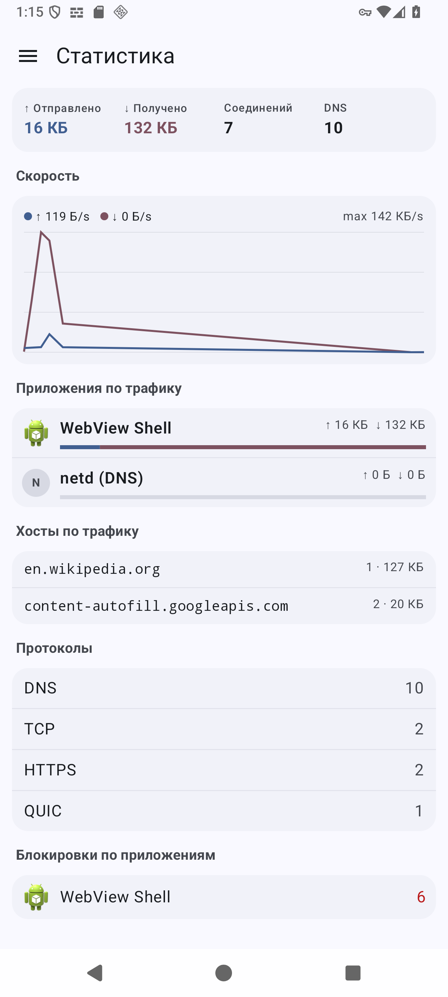 1:15
Статистика
↑ Отправлено ↓ Получено Соединений DNS
16 КБ 132 КБ 7 10
Скорость
↑ 119 Б/s ↓ 0 Б/s max 142 КБ/s
Приложения по трафику
WebView Shell ↑ 16 КБ ↓ 132 КБ
N netd (DNS) ↑ 0 Б ↓ 0 Б
Хосты по трафику
en.wikipedia.org 1 · 127 КБ
content-autofill.googleapis.com 2 · 20 КБ
Протоколы
DNS 10
TCP 2
HTTPS 2
QUIC 1
Блокировки по приложениям
WebView Shell 6